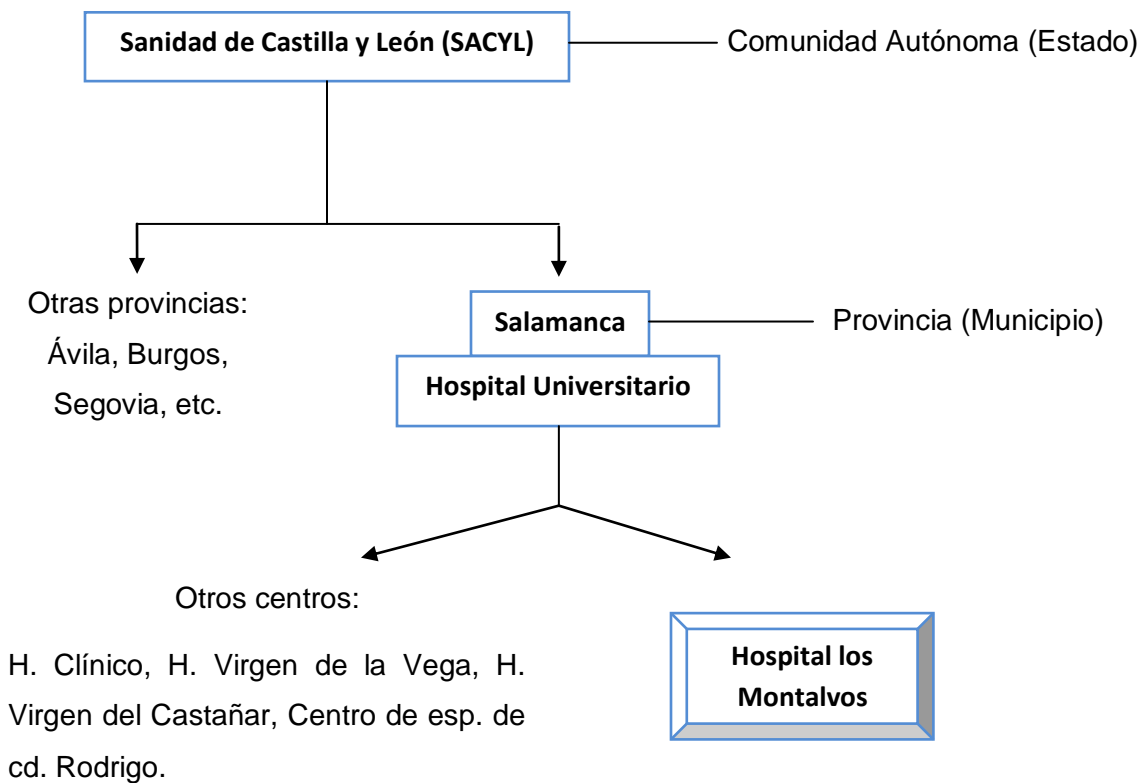 Sanidad de Castilla y León (SACYL)
Comunidad Autónoma (Estado)
Otras provincias:
Ávila, Burgos,
Segovia, etc.
Salamanca
Provincia (Municipio)
Hospital Universitario
Otros centros:
H. Clínico, H. Virgen de la Vega, H.
Virgen del Castañar, Centro de esp. de
cd. Rodrigo.
Hospital los
Montalvos